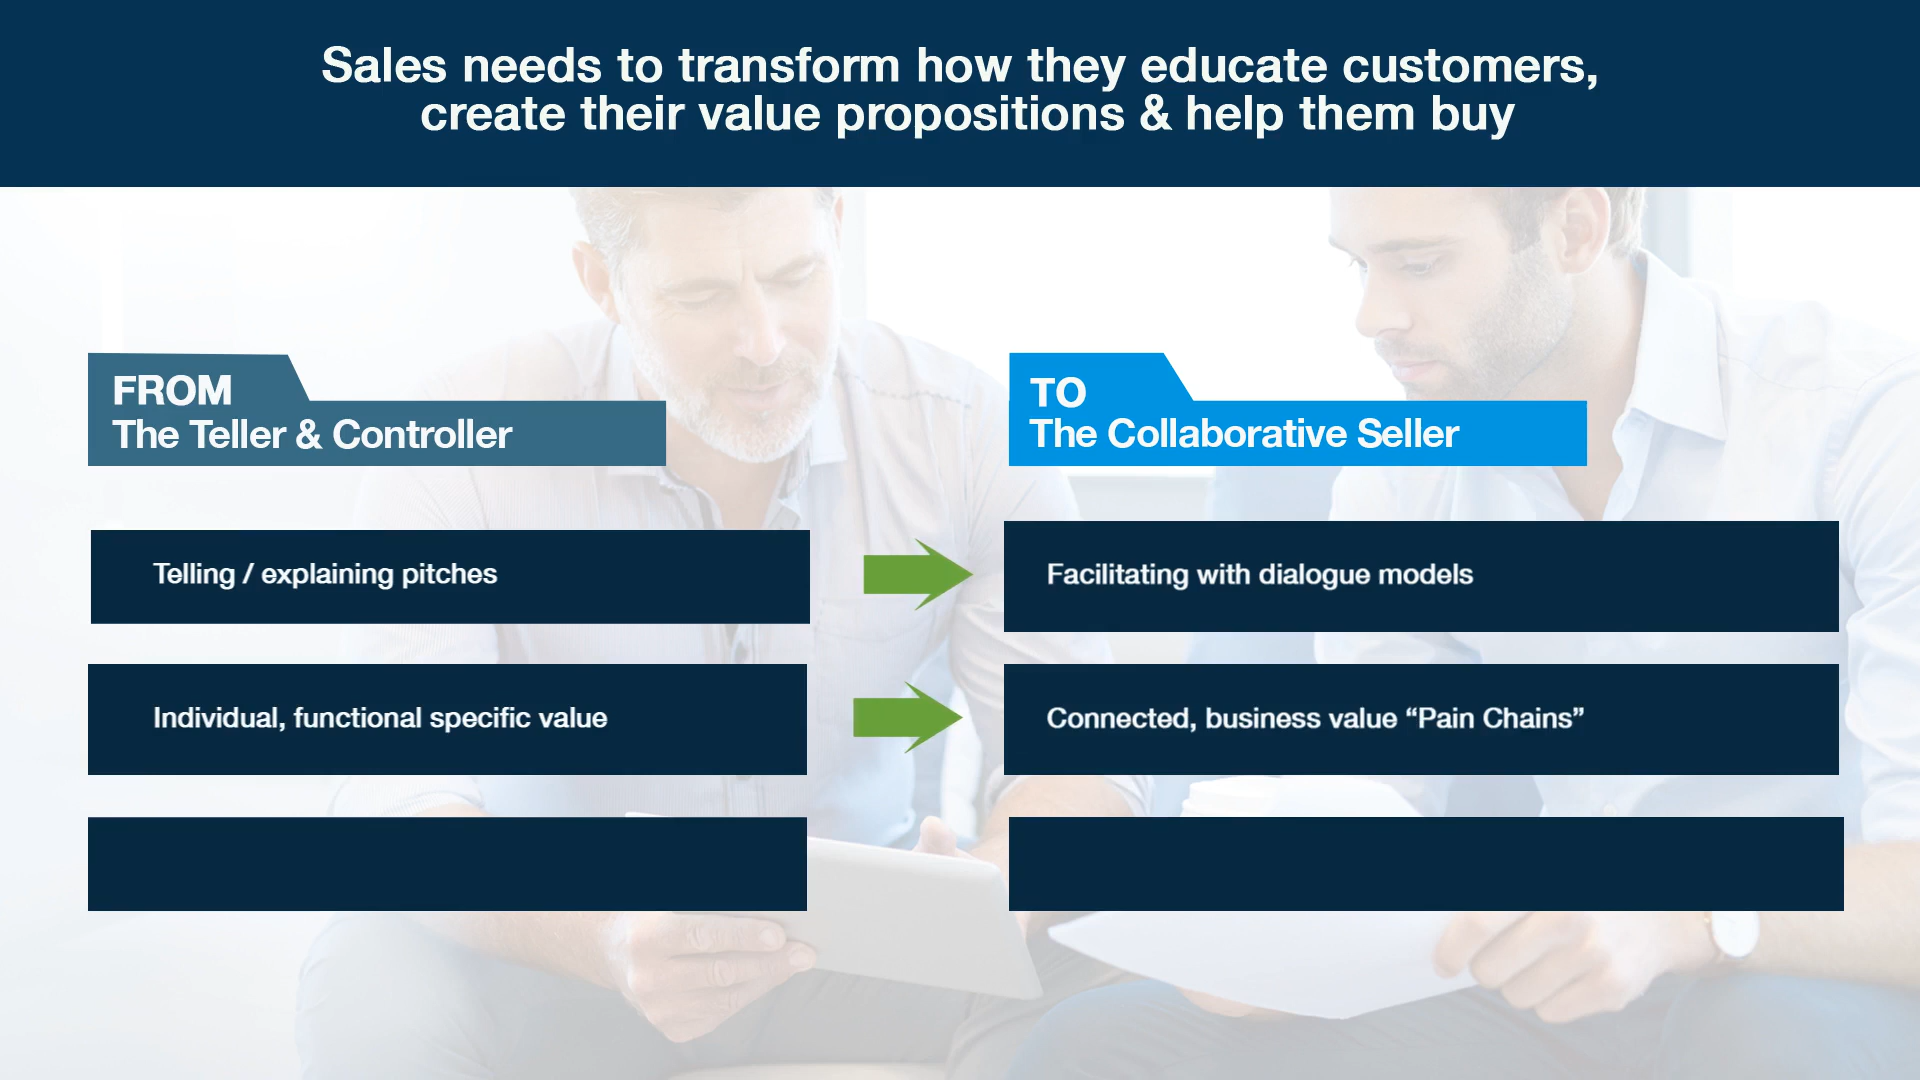 Sales needs to transform how they educate customers,
create their value propositions & help them buy
FROM
The Teller & Controller
TO
The Collaborative Seller
Telling / explaining pitches
Facilitating with dialogue models
Individual, functional specific value
Connected, business value “Pain Chains”